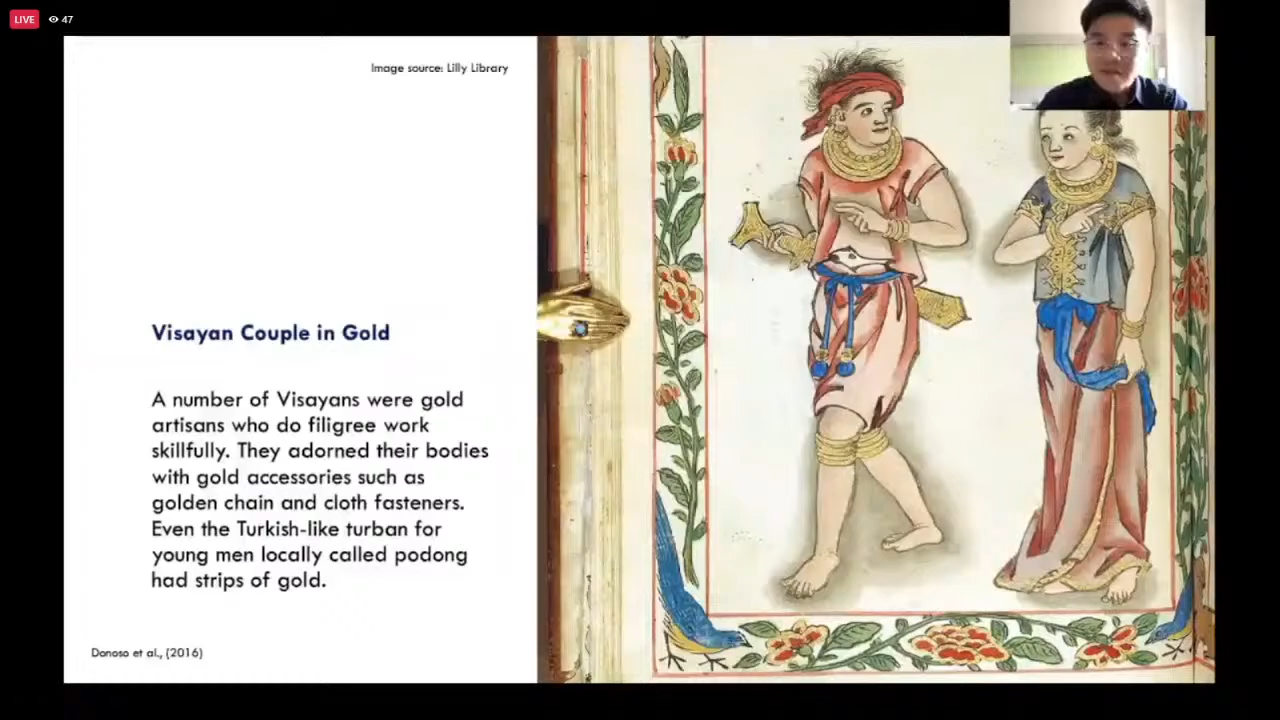 LIVE 47
Image source: Lilly Library
Visayan Couple in Gold
A number of Visayans were gold
artisans who do filigree work
skillfully. They adorned their bodies
with gold accessories such as
golden chain and cloth fasteners.
Even the Turkish-like turban for
young men locally called podong
had strips of gold.
Donoso et al., (2016)